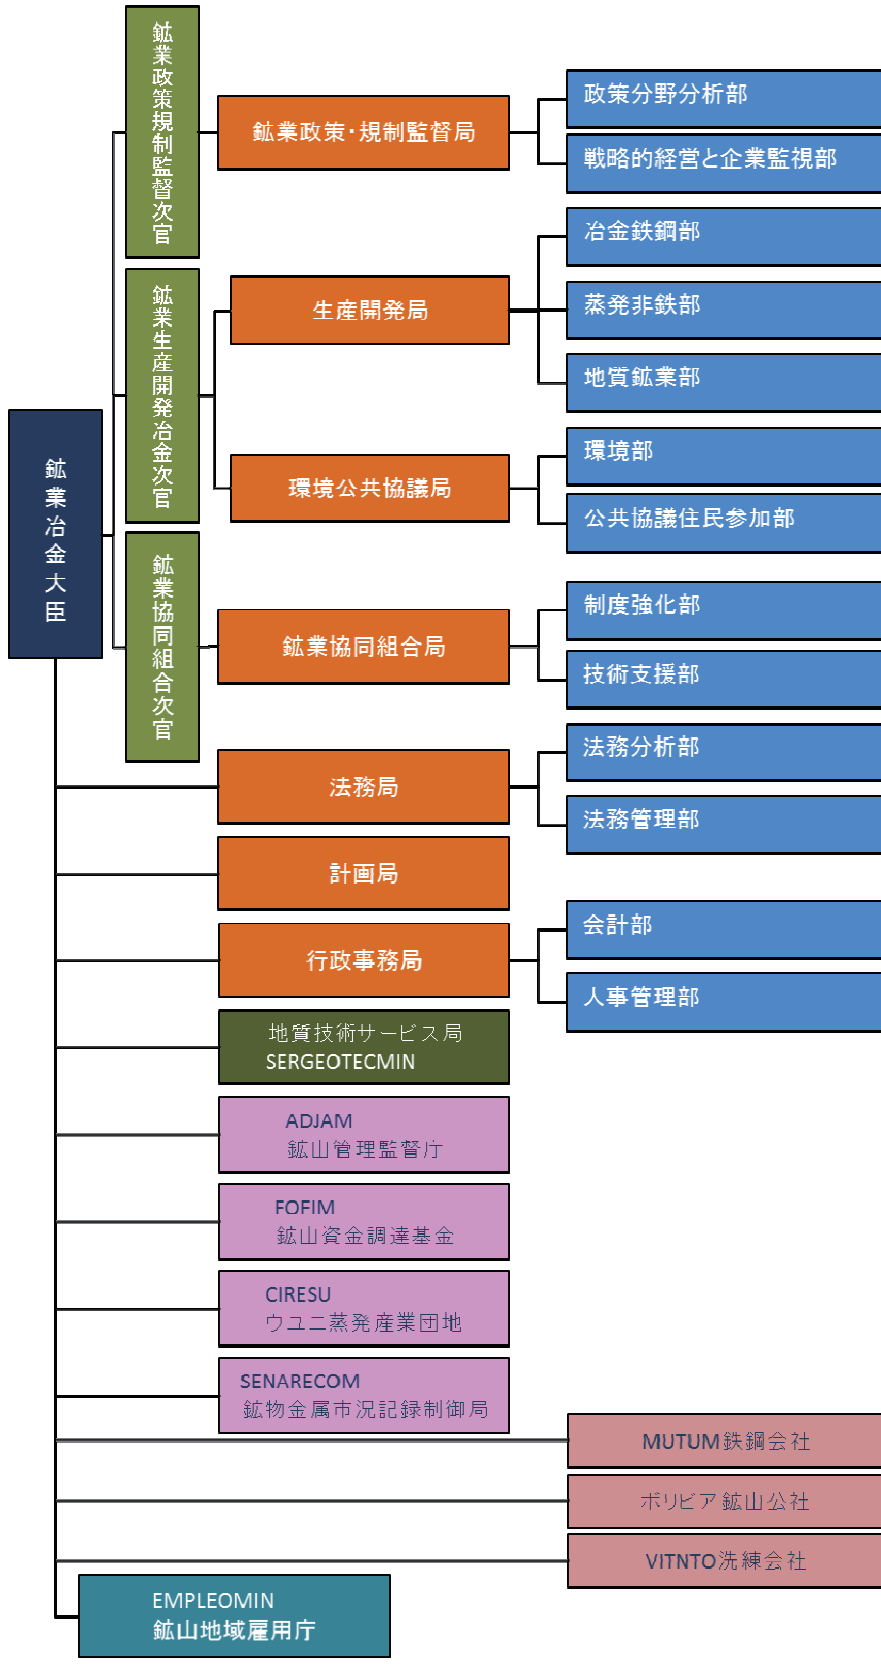 鉱業冶金大臣
鉱業政策規制監督次官
鉱業政策・規制監督局
政策分野分析部
戦略的経営と企業監視部
鉱業生産開発冶金次官
生産開発局
冶金鉄鋼部
蒸発非鉄部
地質鉱業部
環境公共協議局
環境部
公共協議住民参加部
鉱業協同組合次官
鉱業協同組合局
制度強化部
技術支援部
法務局
法務分析部
法務管理部
計画局
行政事務局
会計部
人事管理部
地質技術サービス局
SERGEOTECMIN
ADJAM
鉱山管理監督庁
FOFIM
鉱山資金調達基金
CIRESU
ウユニ蒸発産業団地
SENARECOM
鉱物金属市況記録制御局
MUTUM鉄鋼会社
ボリビア鉱山公社
VITNTO洗練会社
EMPLEOMIN
鉱山地域雇用庁